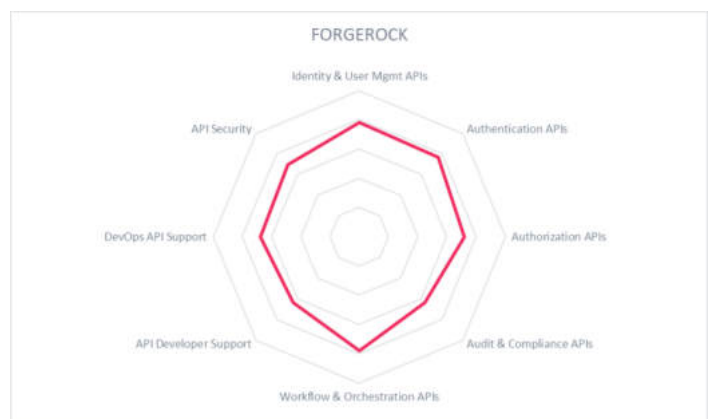 FORGEROCK
Identity & User Mgmt APIs
API Security
Authentication APIs
DevOps API Support
Authorization APIs
API Developer Support
Audit & Compliance APIs
Workflow & Orchestration APIs